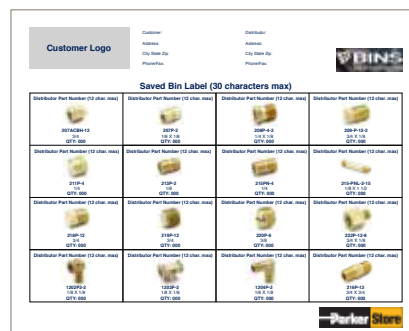 Customer Logo
Customer:
Address:
City State Zip:
Phone/Fax:
Distributor:
Address:
City State Zip:
Phone/Fax:
BINS
Saved Bin Label (30 characters max)
Distributor Part Number (12 char. max)
207ACBH-12
3/4
QTY: 000
Distributor Part Number (12 char. max)
207P-2
1/8 X 1/8
QTY: 000
Distributor Part Number (12 char. max)
208P-4-2
1/4 X 1/8
QTY: 000
Distributor Part Number (12 char. max)
209-P-12-2
3/4 X 1/8
QTY: 000
Distributor Part Number (12 char. max)
211P-4
1/4
QTY: 000
Distributor Part Number (12 char. max)
212P-2
1/8
QTY: 000
Distributor Part Number (12 char. max)
215PN-4
1/4
QTY: 000
Distributor Part Number (12 char. max)
215-PNL-2-15
1/8 X 1 1/2
QTY: 000
Distributor Part Number (12 char. max)
218P-12
3/4
QTY: 000
Distributor Part Number (12 char. max)
219P-12
3/4
QTY: 000
Distributor Part Number (12 char. max)
220P-6
3/8
QTY: 000
Distributor Part Number (12 char. max)
222P-12-8
QTY: 000
Distributor Part Number (12 char. max)
1202P-2
1/8 X 1/8
QTY: 000
Distributor Part Number (12 char. max)
1203P-2
1/8 X 1/8
QTY: 000
Distributor Part Number (12 char. max)
1204P-2
1/8 X 1/8
QTY: 000
Distributor Part Number (12 char. max)
216P-12
3/4 X 3/4
QTY: 000
Parker Store